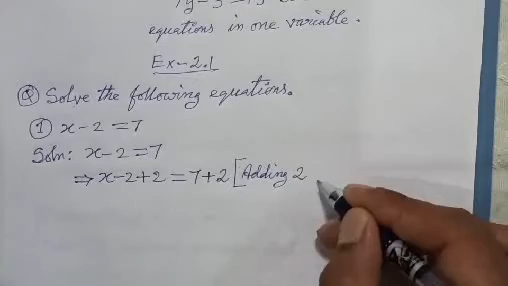 equations in one variable.
Ex-2.1
Q Solve the following equations.
① x-2=7
Soln: x-2=7
⇒ x-2+2=7+2 [Adding 2